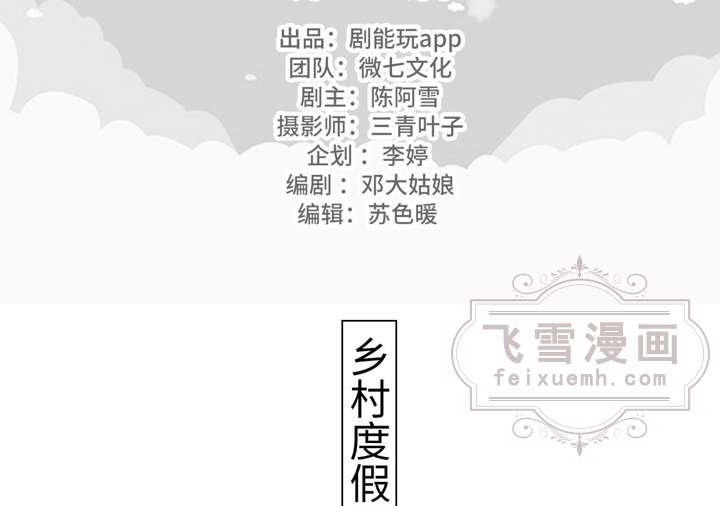 出品：剧能玩app
团队：微七文化
剧主：陈阿雪
摄影师：三青叶子
企划：李婷
编剧：邓大姑娘
编辑：苏色暖
飞雪漫画
feixuemh.com
乡村度假